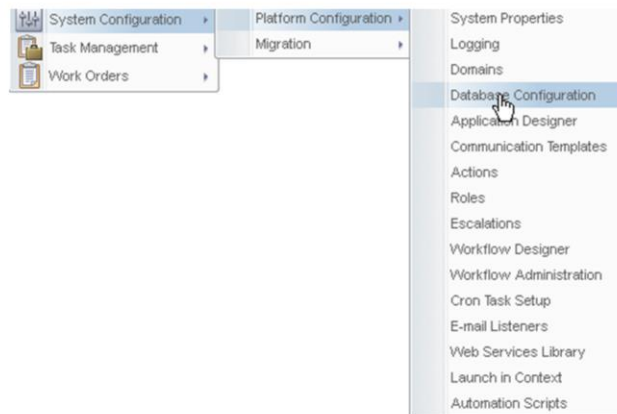 System Configuration
Task Management
Work Orders
Platform Configuration
Migration
System Properties
Logging
Domains
Database Configuration
Application Designer
Communication Templates
Actions
Roles
Escalations
Workflow Designer
Workflow Administration
Cron Task Setup
E-mail Listeners
Web Services Library
Launch in Context
Automation Scripts